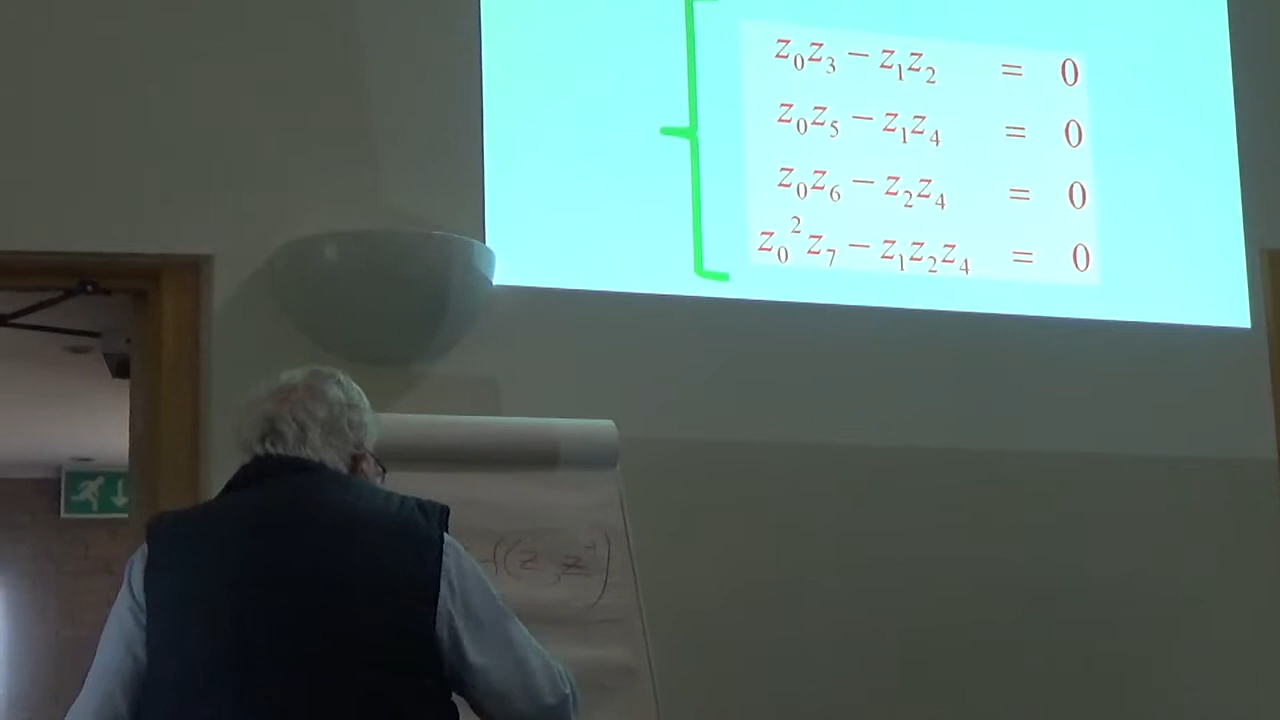 z₀z₃ − z₁z₂ = 0
z₀z₅ − z₁z₄ = 0
z₀z₆ − z₂z₄ = 0
z₀²z₇ − z₁z₂z₄ = 0